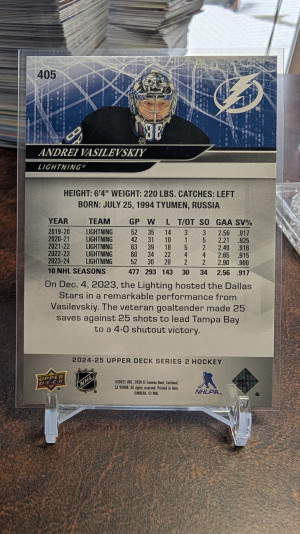 405
88
ANDREI VASILEVSKIY
LIGHTNING®
HEIGHT: 6'4" WEIGHT: 220 LBS. CATCHES: LEFT
BORN: JULY 25, 1994 TYUMEN, RUSSIA
YEAR TEAM GP W L T/OT SO GAA SV%
2019-20 LIGHTNING 52 35 14 3 3 2.56 .917
2020-21 LIGHTNING 42 31 10 1 5 2.21 .925
2021-22 LIGHTNING 63 39 18 5 2 2.49 .916
2022-23 LIGHTNING 60 34 22 4 4 2.65 .915
2023-24 LIGHTNING 52 30 20 2 2 2.90 .900
10 NHL SEASONS 477 293 143 30 34 2.56 .917
On Dec. 4, 2023, the Lighting hosted the Dallas
Stars in a remarkable performance from
Vasilevskiy. The veteran goaltender made 25
saves against 25 shots to lead Tampa Bay
to a 4-0 shutout victory.
2024-25 UPPER DECK SERIES 2 HOCKEY
UPPER DECK
NHL
NHLPA